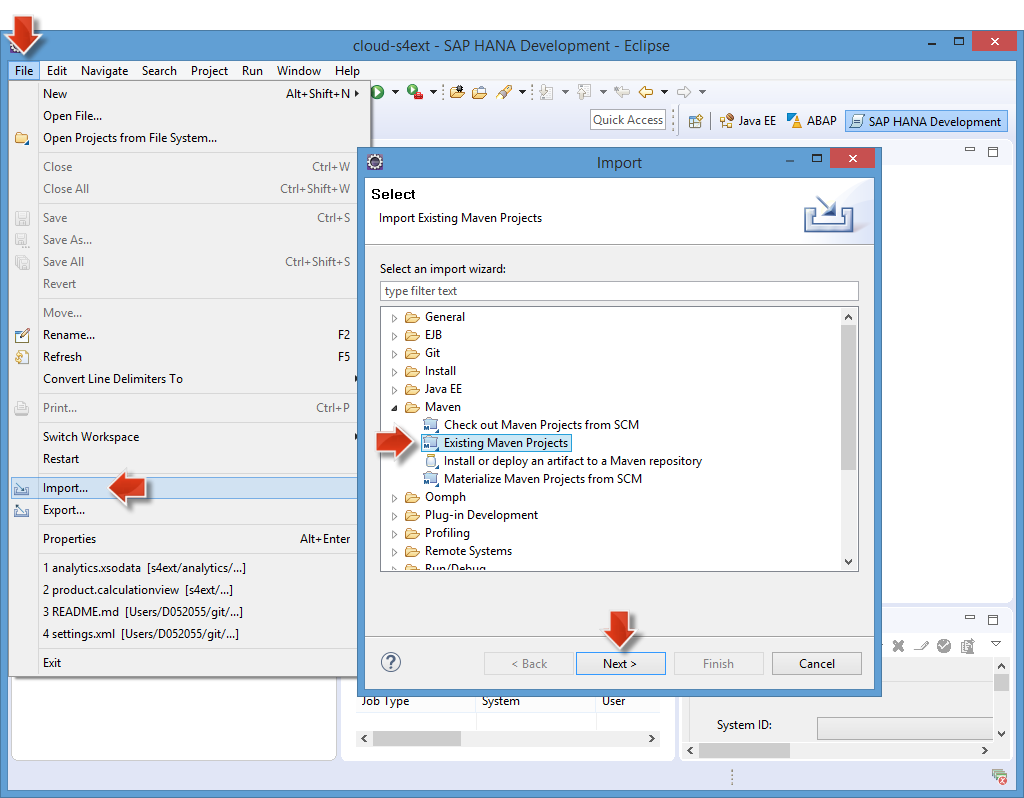 cloud-s4ext - SAP HANA Development - Eclipse
File Edit Navigate Search Project Run Window Help
New Alt+Shift+N
Open File...
Open Projects from File System...
Close Ctrl+W
Close All Ctrl+Shift+W
Save Ctrl+S
Save As...
Save All Ctrl+Shift+S
Revert
Move...
Rename... F2
Refresh F5
Convert Line Delimiters To
Print... Ctrl+P
Switch Workspace
Restart
Import...
Export...
Properties Alt+Enter
1 analytics.xsodata [s4ext/analytics/...]
2 product.calculationview [s4ext/...]
3 README.md [Users/D052055/git/...]
4 settings.xml [Users/D052055/git/...]
Exit
Quick Access
Java EE
ABAP
SAP HANA Development
Import
Select
Import Existing Maven Projects
Select an import wizard:
type filter text
General
EJB
Git
Install
Java EE
Maven
Check out Maven Projects from SCM
Existing Maven Projects
Install or deploy an artifact to a Maven repository
Materialize Maven Projects from SCM
Oomph
Plug-in Development
Profiling
Remote Systems
Run/Debug
? < Back Next > Finish Cancel
Job Type System User
System ID: